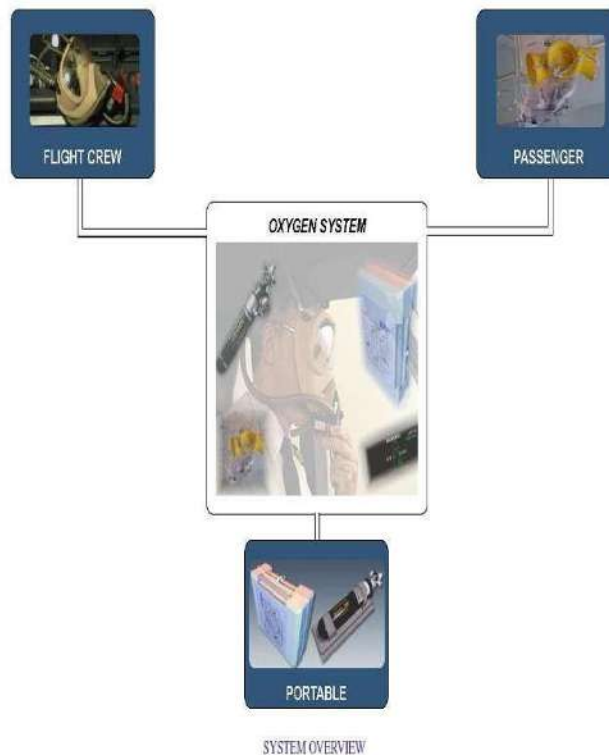 FLIGHT CREW
PASSENGER
OXYGEN SYSTEM
PORTABLE
SYSTEM OVERVIEW